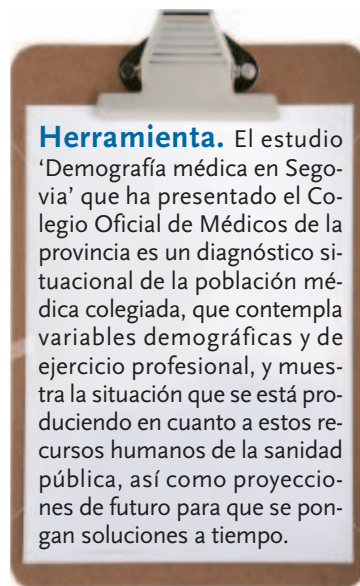 Herramienta. El estudio
‘Demografía médica en Sego-
via’ que ha presentado el Co-
legio Oficial de Médicos de la
provincia es un diagnóstico si-
tuacional de la población mé-
dica colegiada, que contempla
variables demográficas y de
ejercicio profesional, y mues-
tra la situación que se está pro-
duciendo en cuanto a estos re-
cursos humanos de la sanidad
pública, así como proyeccio-
nes de futuro para que se pon-
gan soluciones a tiempo.